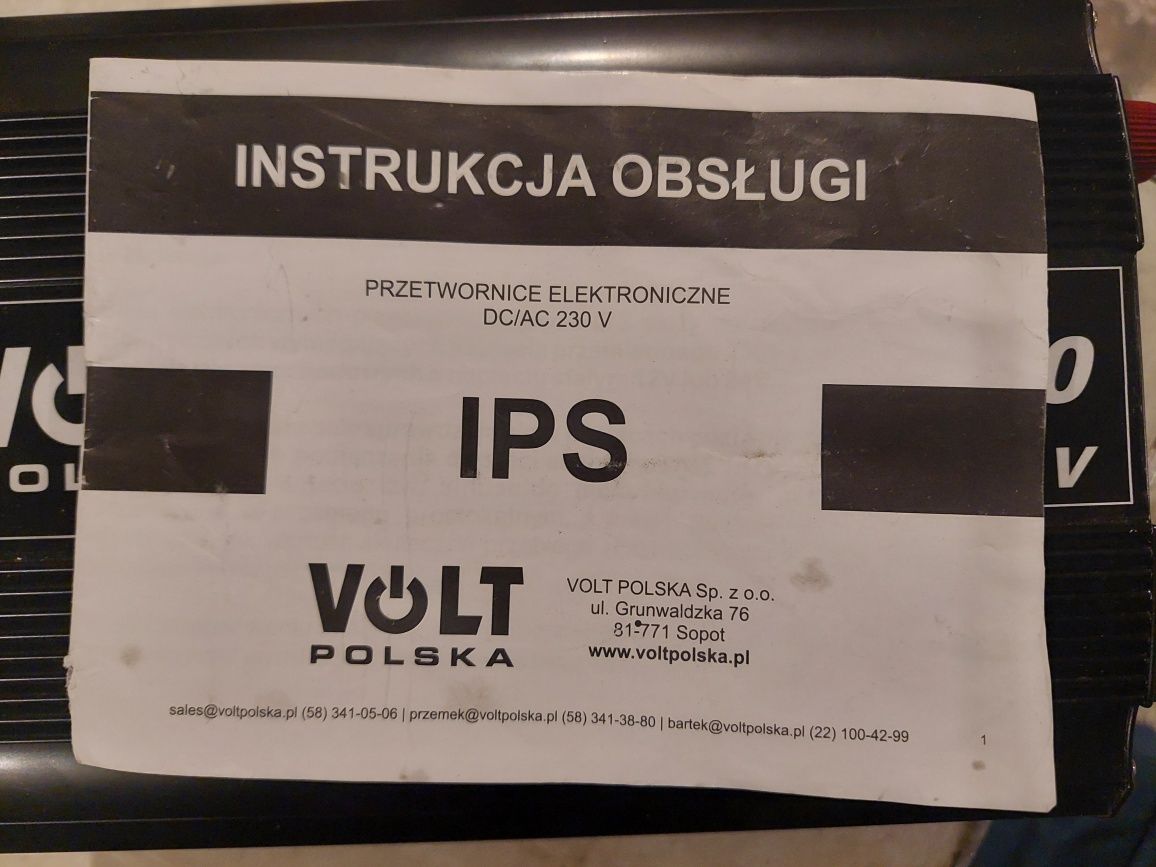 INSTRUKCJA OBSŁUGI
PRZETWORNICE ELEKTRONICZNE
DC/AC 230 V
IPS
VOLT
POLSKA
VOLT POLSKA Sp. z o.o.
ul. Grunwaldzka 76
81-771 Sopot
www.voltpolska.pl
sales@voltpolska.pl (58) 341-05-06 | przemek@voltpolska.pl (58) 341-38-80 | bartek@voltpolska.pl (22) 100-42-99
1
0
V